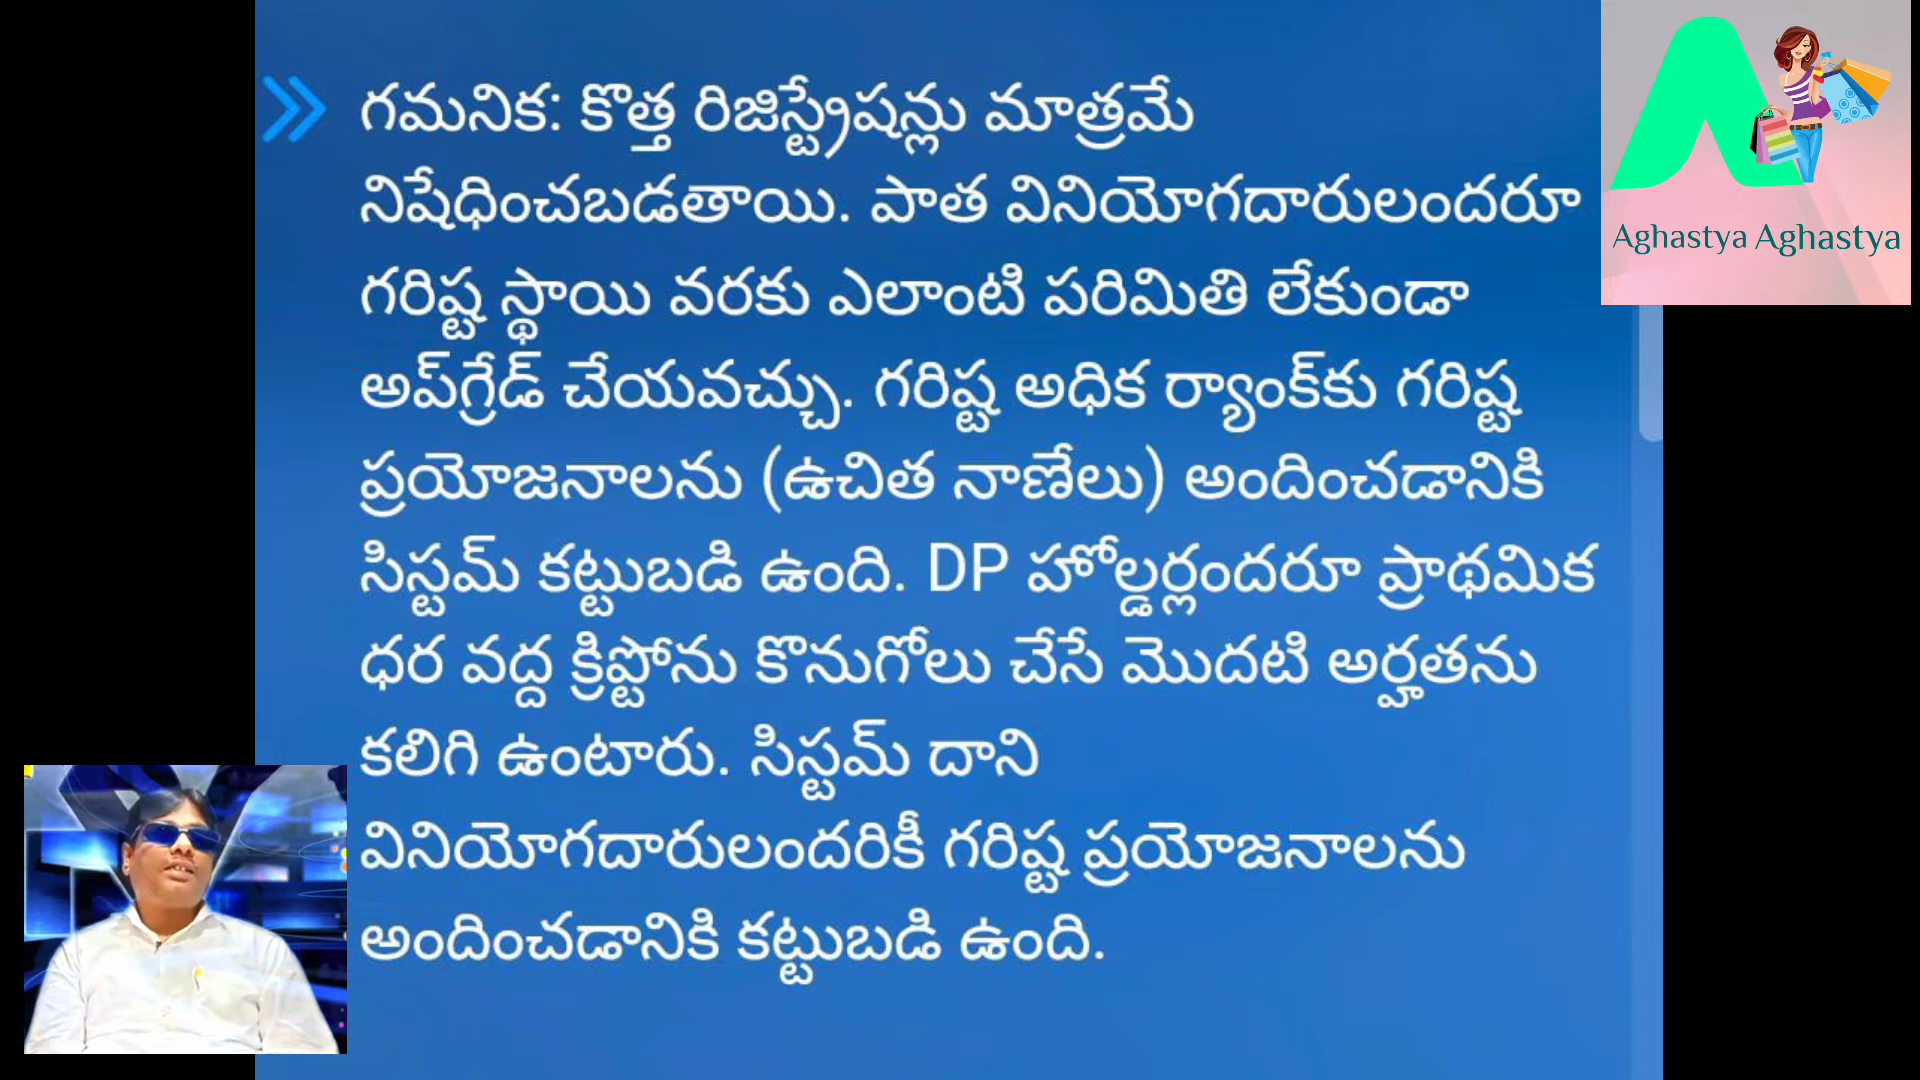 గమనిక: కొత్త రిజిస్ట్రేషన్లు మాత్రమే
నిషేధించబడతాయి. పాత వినియోగదారులందరూ
గరిష్ట స్థాయి వరకు ఎలాంటి పరిమితి లేకుండా
అప్‌గ్రేడ్ చేయవచ్చు. గరిష్ట అధిక ర్యాంక్‌కు గరిష్ట
ప్రయోజనాలను (ఉచిత నాణేలు) అందించడానికి
సిస్టమ్ కట్టుబడి ఉంది. DP హోల్డర్లందరూ ప్రాథమిక
ధర వద్ద క్రిప్టోను కొనుగోలు చేసే మొదటి అర్హతను
కలిగి ఉంటారు. సిస్టమ్ దాని
వినియోగదారులందరికీ గరిష్ట ప్రయోజనాలను
అందించడానికి కట్టుబడి ఉంది.
Aghastya Aghastya